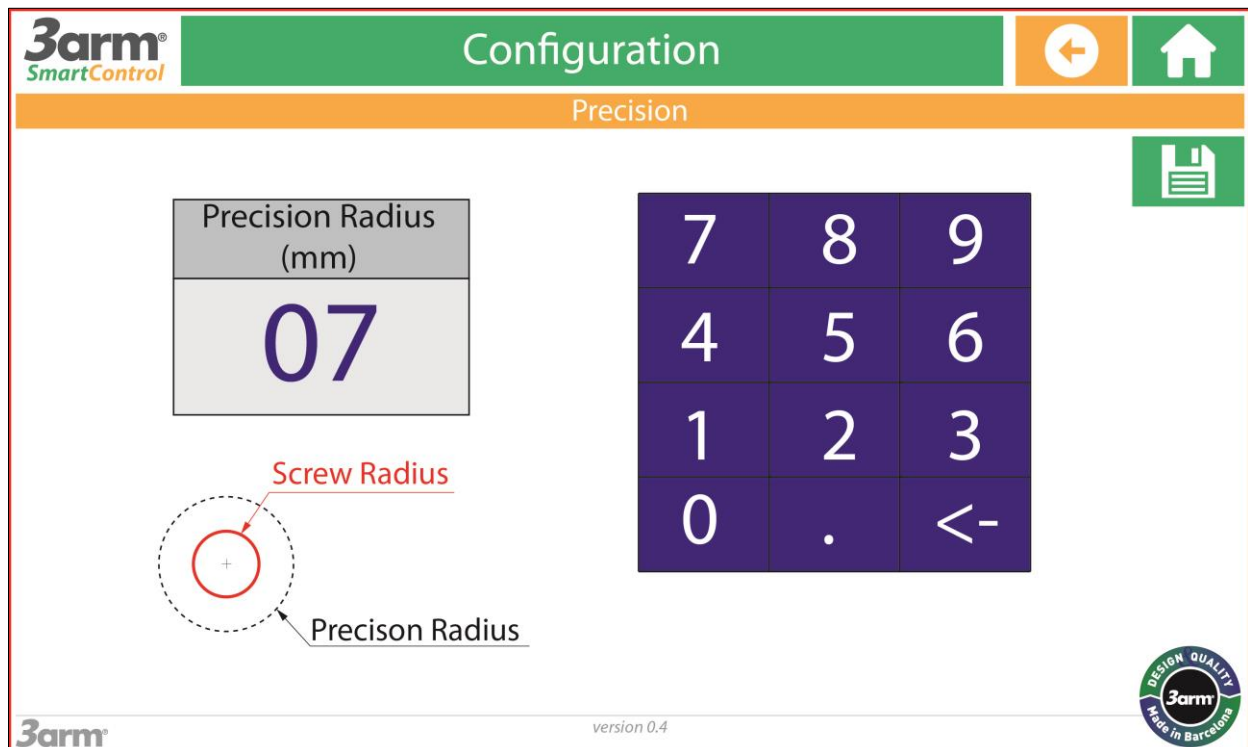 3arm®
SmartControl
Configuration
Precision
Precision Radius
(mm)
07
7 8 9
4 5 6
1 2 3
0 . <-
Screw Radius
Precison Radius
DESIGN QUALITY
3arm
Made in Barcelona
3arm®
version 0.4